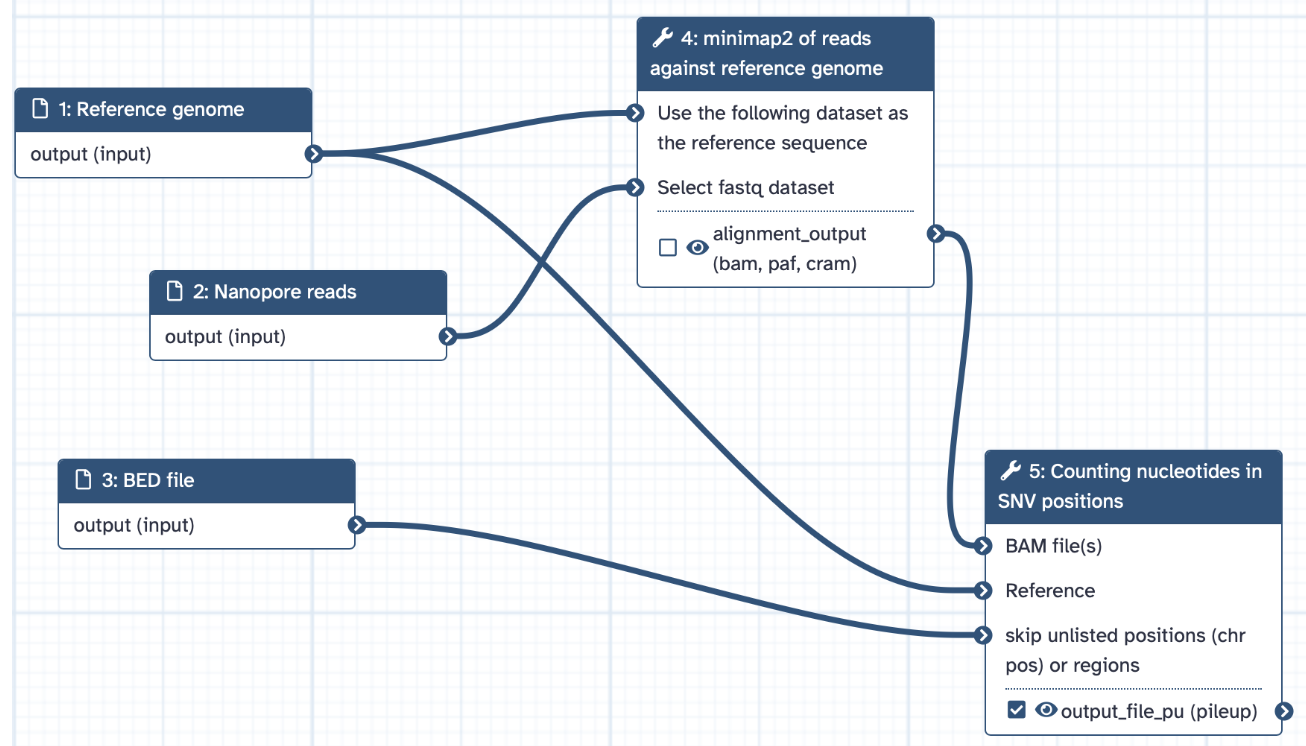 1: Reference genome
output (input)
2: Nanopore reads
output (input)
3: BED file
output (input)
4: minimap2 of reads
against reference genome
Use the following dataset as
the reference sequence
Select fastq dataset
alignment_output
(bam, paf, cram)
5: Counting nucleotides in
SNV positions
BAM file(s)
Reference
skip unlisted positions (chr
pos) or regions
output_file_pu (pileup)